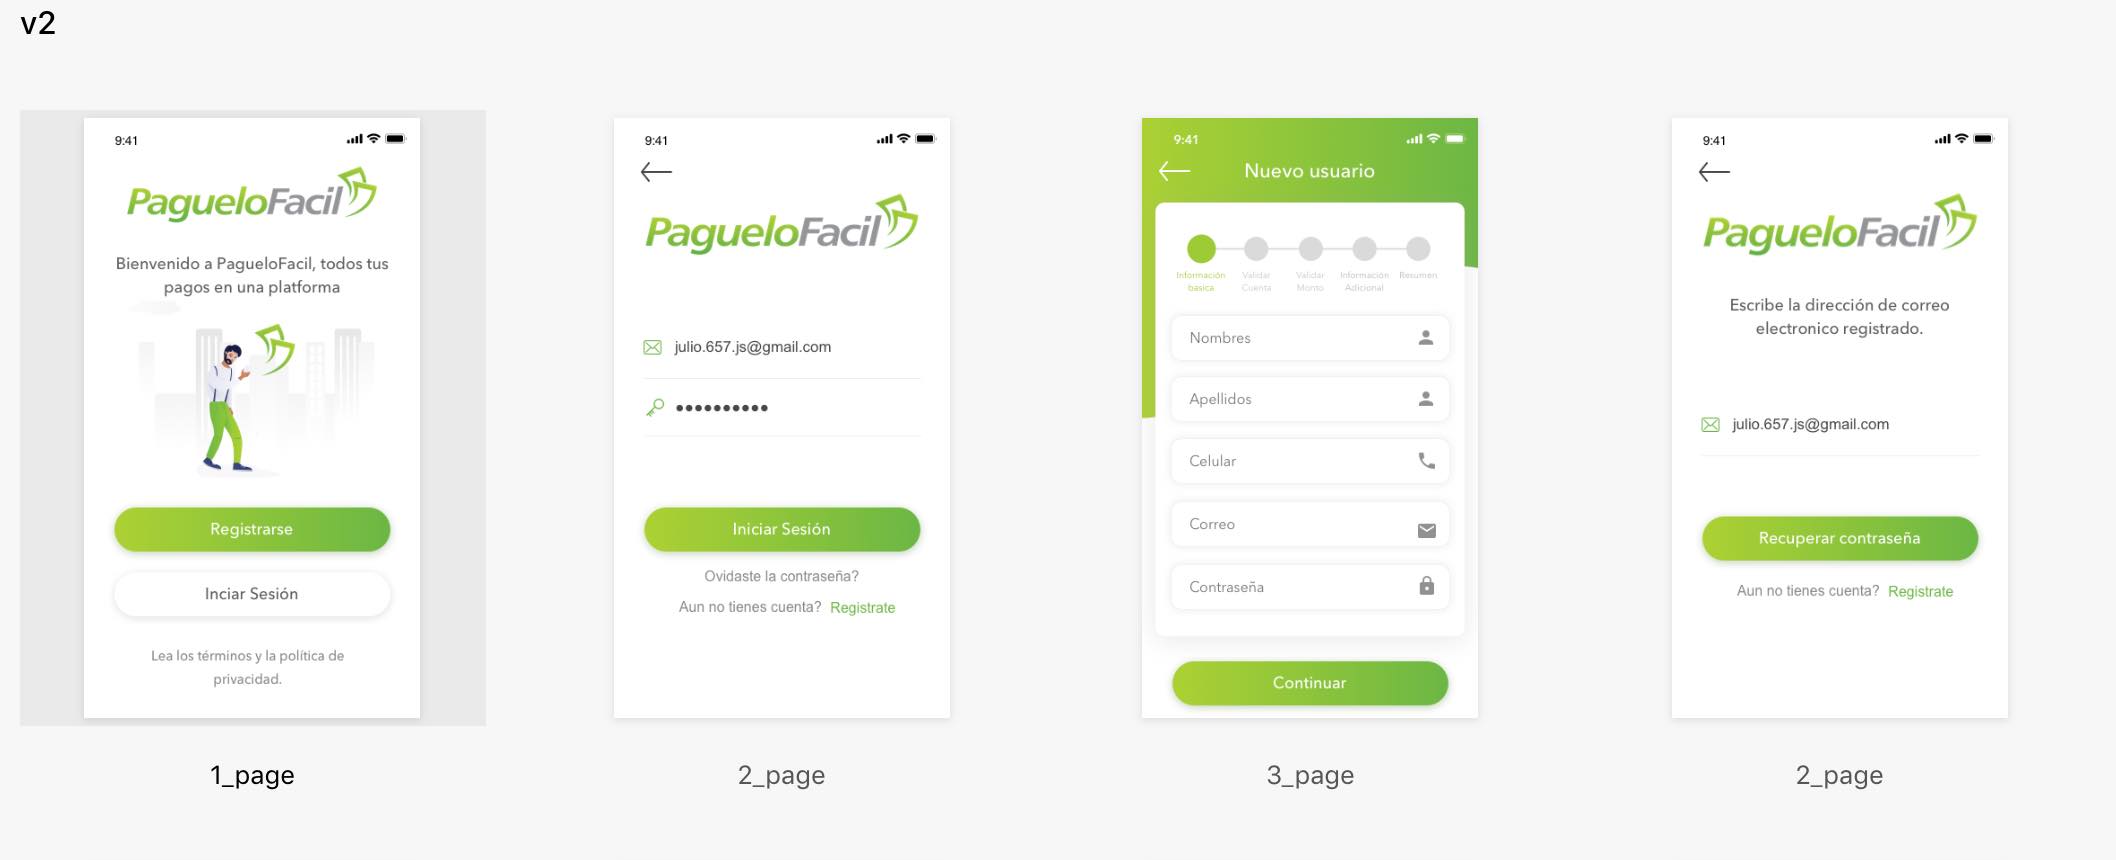 v2
9:41
PagueloFacil
Bienvenido a PagueloFacil, todos tus
pagos en una platforma
Registrarse
Inciar Sesión
Lea los términos y la política de
privacidad.
1_page
9:41
PagueloFacil
julio.657.js@gmail.com
Iniciar Sesión
Ovidaste la contraseña?
Aun no tienes cuenta? Registrate
2_page
9:41
Nuevo usuario
Información
basica
Validar
Cuenta
Validar
Monto
Información
Adicional
Resumen
Nombres
Apellidos
Celular
Correo
Contraseña
Continuar
3_page
9:41
PagueloFacil
Escribe la dirección de correo
electronico registrado.
julio.657.js@gmail.com
Recuperar contraseña
Aun no tienes cuenta? Registrate
2_page